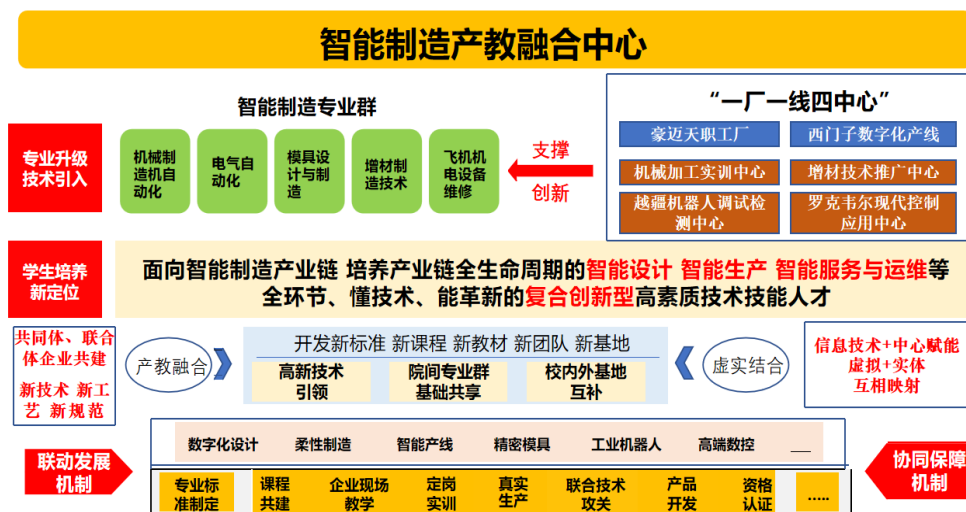 智能制造产教融合中心
智能制造专业群
“一厂一线四中心”
专业升级
技术引入
机械制
造机自
动化
电气自
动化
模具设
计与制
造
增材制
造技术
飞机机
电设备
维修
支撑
创新
豪迈天职工厂
西门子数字化产线
机械加工实训中心
增材技术推广中心
越疆机器人调试检
测中心
罗克韦尔现代控制
应用中心
学生培养
新定位
面向智能制造产业链 培养产业链全生命周期的智能设计 智能生产 智能服务与运维等
全环节、懂技术、能革新的复合创新型高素质技术技能人才
共同体、联合
体企业共建
新技术 新工
艺 新规范
产教融合
开发新标准 新课程 新教材 新团队 新基地
高新技术
引领
院间专业群
基础共享
校内外基地
互补
虚实结合
信息技术+中心赋能
虚拟+实体
互相映射
联动发展
机制
数字化设计 柔性制造 智能产线 精密模具 工业机器人 高端数控 __
专业标
准制定
课程
共建
企业现场
教学
定岗
实训
真实
生产
联合技术
攻关
产品
开发
资格
认证
.....
协同保障
机制